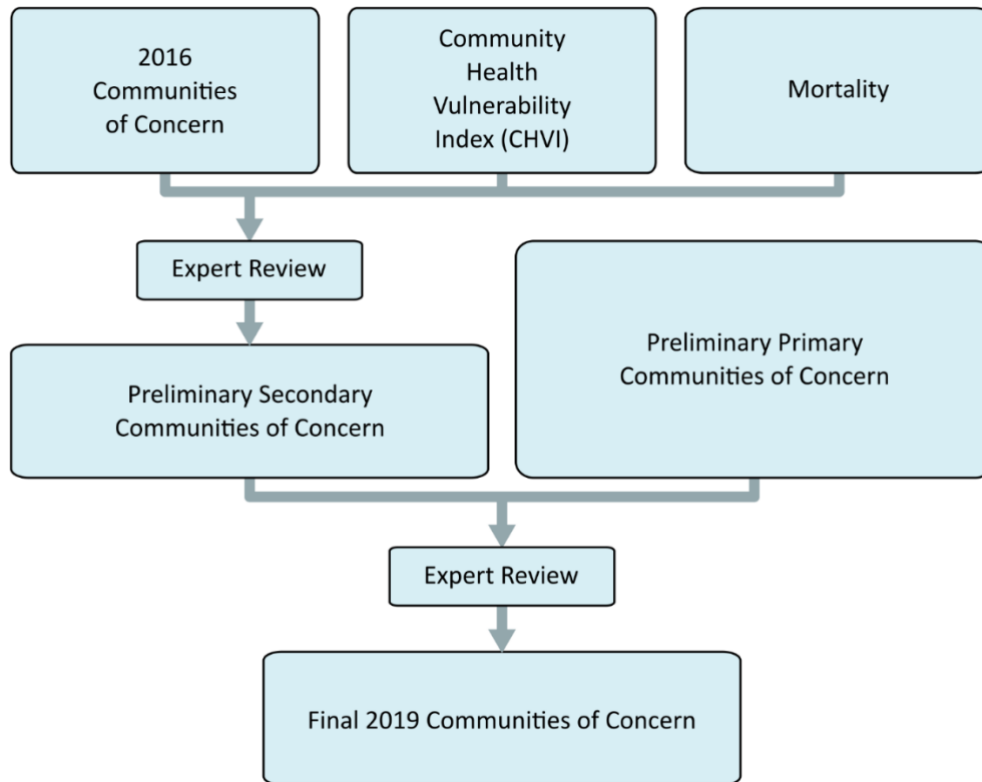 2016
Communities
of Concern
Community
Health
Vulnerability
Index (CHVI)
Mortality
Expert Review
Preliminary Secondary
Communities of Concern
Preliminary Primary
Communities of Concern
Expert Review
Final 2019 Communities of Concern